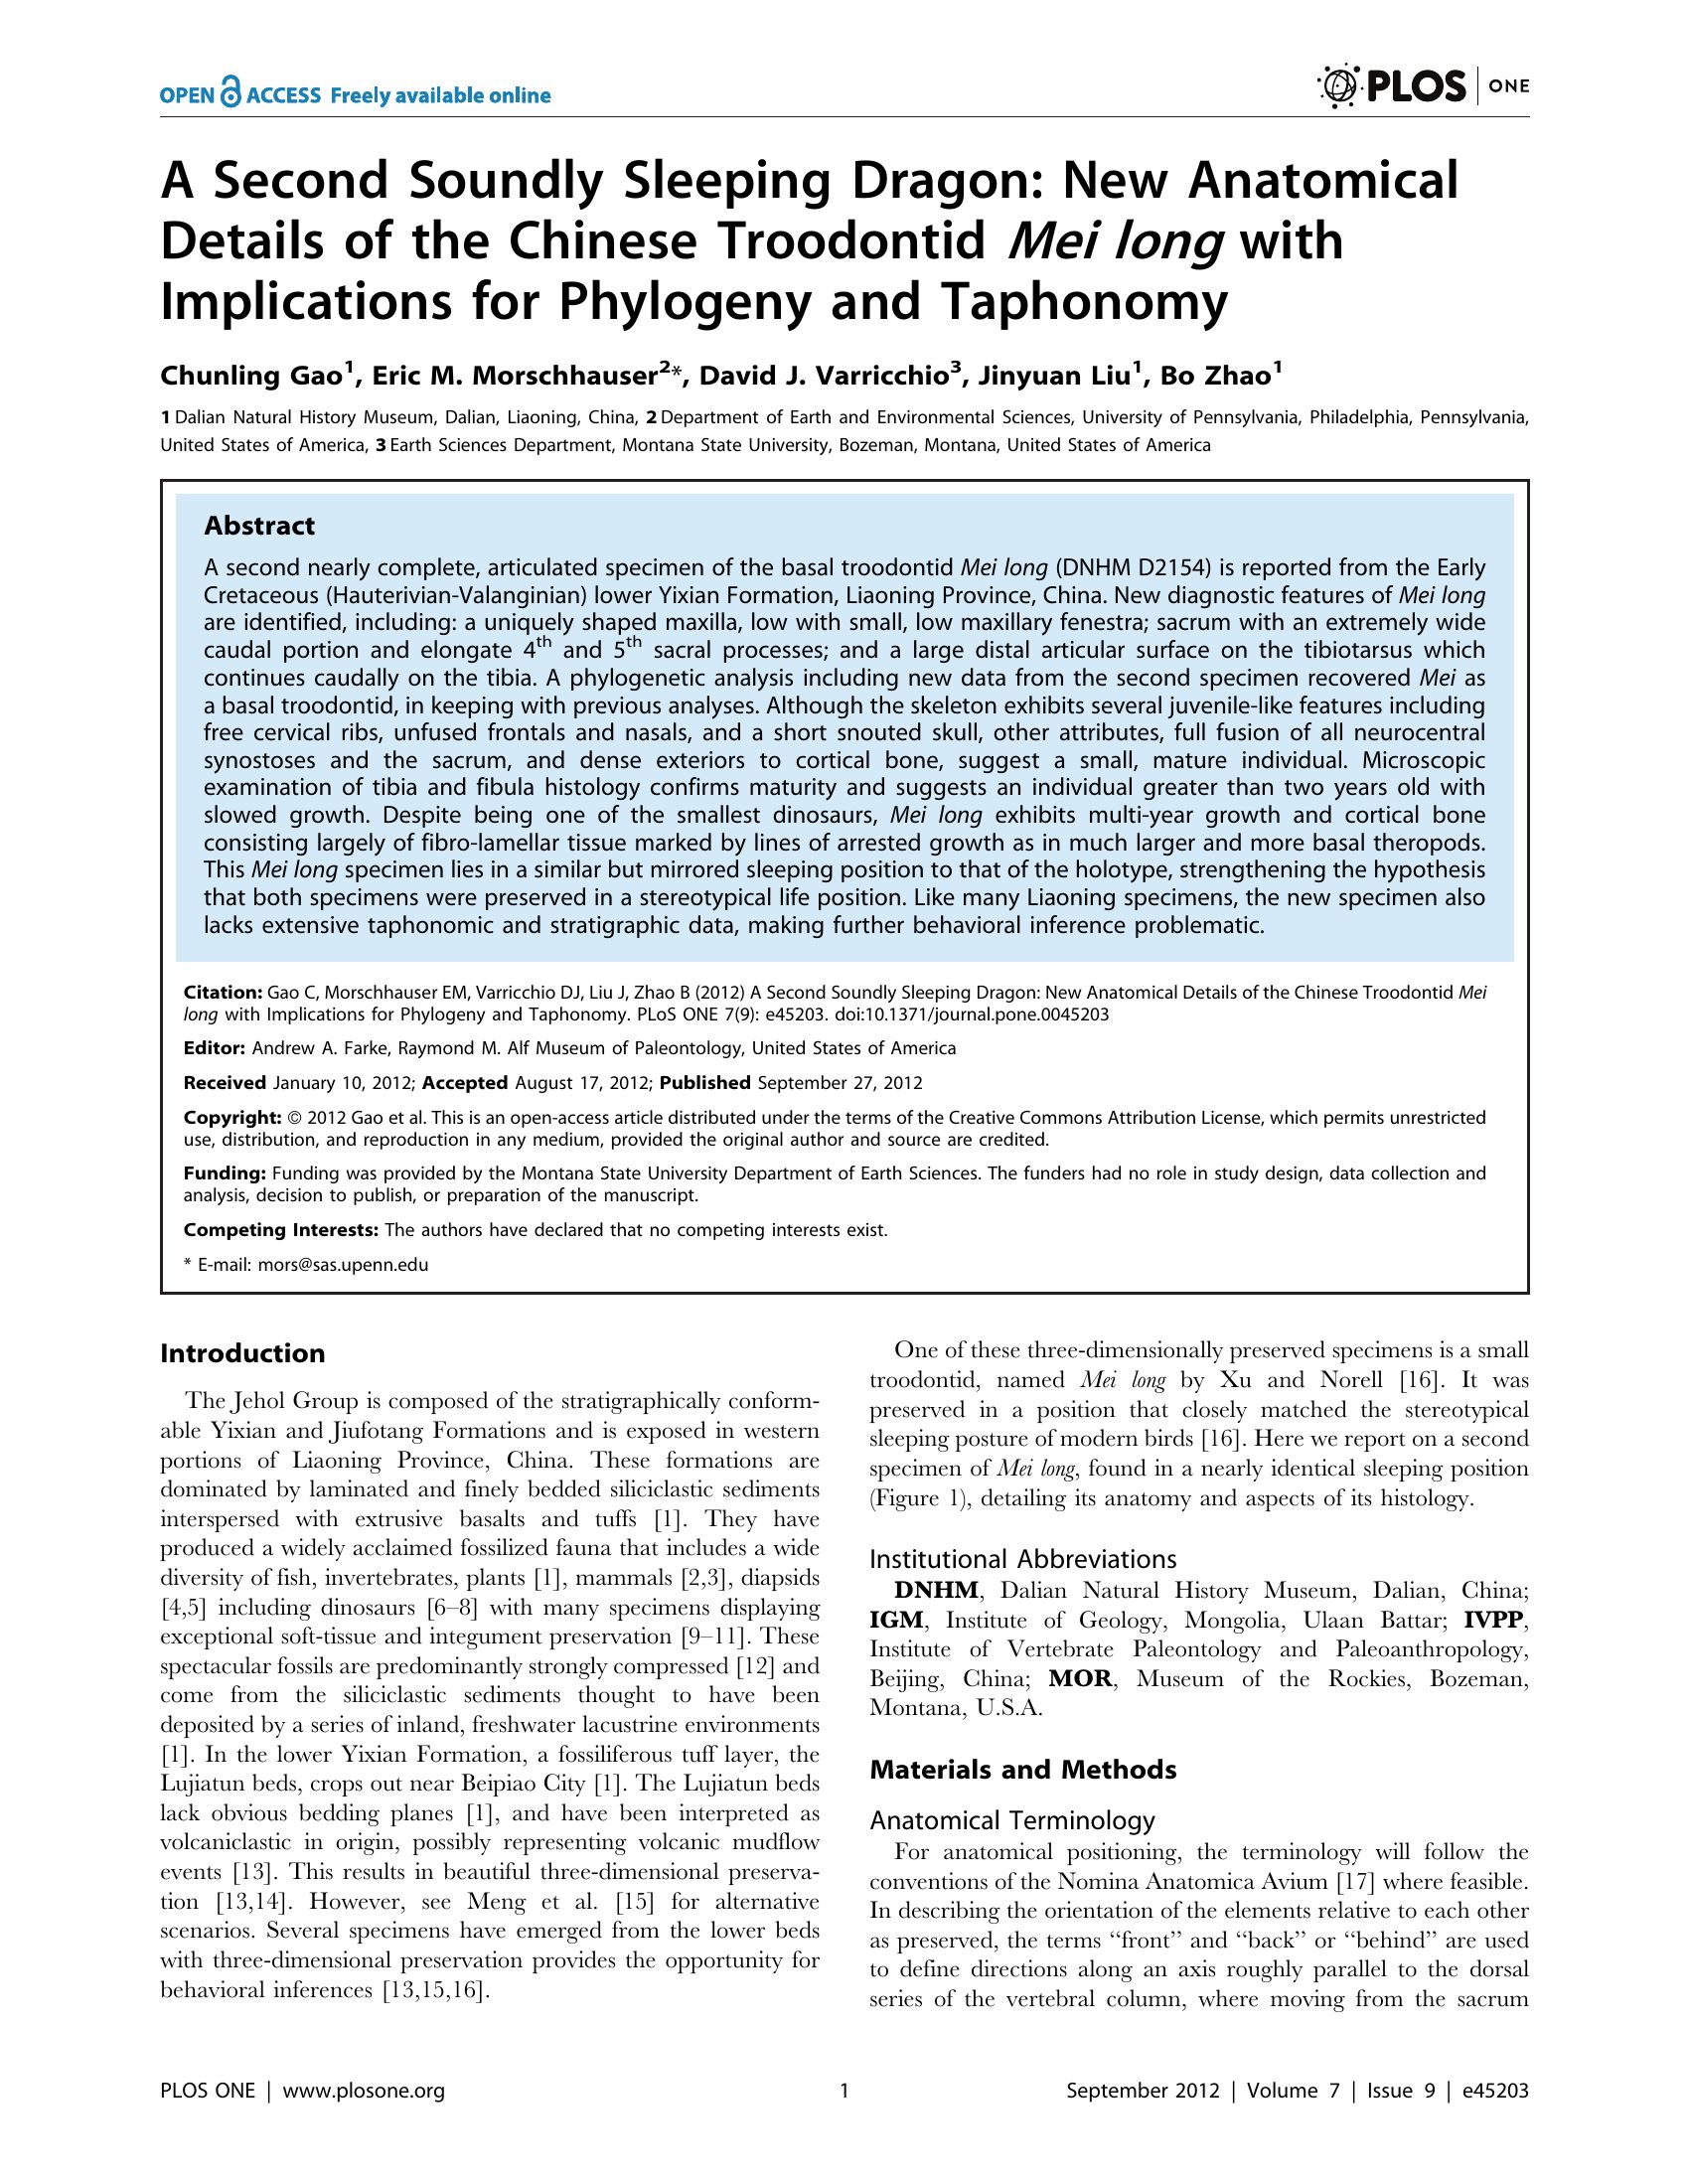 OPEN ACCESS Freely available online
PLOS ONE
A Second Soundly Sleeping Dragon: New Anatomical
Details of the Chinese Troodontid Mei long with
Implications for Phylogeny and Taphonomy
Chunling Gao1, Eric M. Morschhauser2*, David J. Varricchio3, Jinyuan Liu1, Bo Zhao1
1 Dalian Natural History Museum, Dalian, Liaoning, China, 2 Department of Earth and Environmental Sciences, University of Pennsylvania, Philadelphia, Pennsylvania,
United States of America, 3 Earth Sciences Department, Montana State University, Bozeman, Montana, United States of America
Abstract
A second nearly complete, articulated specimen of the basal troodontid Mei long (DNHM D2154) is reported from the Early
Cretaceous (Hauterivian-Valanginian) lower Yixian Formation, Liaoning Province, China. New diagnostic features of Mei long
are identified, including: a uniquely shaped maxilla, low with small, low maxillary fenestra; sacrum with an extremely wide
caudal portion and elongate 4th and 5th sacral processes; and a large distal articular surface on the tibiotarsus which
continues caudally on the tibia. A phylogenetic analysis including new data from the second specimen recovered Mei as
a basal troodontid, in keeping with previous analyses. Although the skeleton exhibits several juvenile-like features including
free cervical ribs, unfused frontals and nasals, and a short snouted skull, other attributes, full fusion of all neurocentral
synostoses and the sacrum, and dense exteriors to cortical bone, suggest a small, mature individual. Microscopic
examination of tibia and fibula histology confirms maturity and suggests an individual greater than two years old with
slowed growth. Despite being one of the smallest dinosaurs, Mei long exhibits multi-year growth and cortical bone
consisting largely of fibro-lamellar tissue marked by lines of arrested growth as in much larger and more basal theropods.
This Mei long specimen lies in a similar but mirrored sleeping position to that of the holotype, strengthening the hypothesis
that both specimens were preserved in a stereotypical life position. Like many Liaoning specimens, the new specimen also
lacks extensive taphonomic and stratigraphic data, making further behavioral inference problematic.
Citation: Gao C, Morschhauser EM, Varricchio DJ, Liu J, Zhao B (2012) A Second Soundly Sleeping Dragon: New Anatomical Details of the Chinese Troodontid Mei
long with Implications for Phylogeny and Taphonomy. PLoS ONE 7(9): e45203. doi:10.1371/journal.pone.0045203
Editor: Andrew A. Farke, Raymond M. Alf Museum of Paleontology, United States of America
Received January 10, 2012; Accepted August 17, 2012; Published September 27, 2012
Copyright: © 2012 Gao et al. This is an open-access article distributed under the terms of the Creative Commons Attribution License, which permits unrestricted
use, distribution, and reproduction in any medium, provided the original author and source are credited.
Funding: Funding was provided by the Montana State University Department of Earth Sciences. The funders had no role in study design, data collection and
analysis, decision to publish, or preparation of the manuscript.
Competing Interests: The authors have declared that no competing interests exist.
* E-mail: mors@sas.upenn.edu
Introduction
The Jehol Group is composed of the stratigraphically conform-
able Yixian and Jiufotang Formations and is exposed in western
portions of Liaoning Province, China. These formations are
dominated by laminated and finely bedded siliciclastic sediments
interspersed with extrusive basalts and tuffs [1]. They have
produced a widely acclaimed fossilized fauna that includes a wide
diversity of fish, invertebrates, plants [1], mammals [2,3], diapsids
[4,5] including dinosaurs [6–8] with many specimens displaying
exceptional soft-tissue and integument preservation [9–11]. These
spectacular fossils are predominantly strongly compressed [12] and
come from the siliciclastic sediments thought to have been
deposited by a series of inland, freshwater lacustrine environments
[1]. In the lower Yixian Formation, a fossiliferous tuff layer, the
Lujiatun beds, crops out near Beipiao City [1]. The Lujiatun beds
lack obvious bedding planes [1], and have been interpreted as
volcaniclastic in origin, possibly representing volcanic mudflow
events [13]. This results in beautiful three-dimensional preserva-
tion [13,14]. However, see Meng et al. [15] for alternative
scenarios. Several specimens have emerged from the lower beds
with three-dimensional preservation provides the opportunity for
behavioral inferences [13,15,16].
One of these three-dimensionally preserved specimens is a small
troodontid, named Mei long by Xu and Norell [16]. It was
preserved in a position that closely matched the stereotypical
sleeping posture of modern birds [16]. Here we report on a second
specimen of Mei long, found in a nearly identical sleeping position
(Figure 1), detailing its anatomy and aspects of its histology.
Institutional Abbreviations
DNHM, Dalian Natural History Museum, Dalian, China;
IGM, Institute of Geology, Mongolia, Ulaan Battar; IVPP,
Institute of Vertebrate Paleontology and Paleoanthropology,
Beijing, China; MOR, Museum of the Rockies, Bozeman,
Montana, U.S.A.
Materials and Methods
Anatomical Terminology
For anatomical positioning, the terminology will follow the
conventions of the Nomina Anatomica Avium [17] where feasible.
In describing the orientation of the elements relative to each other
as preserved, the terms “front” and “back” or “behind” are used
to define directions along an axis roughly parallel to the dorsal
series of the vertebral column, where moving from the sacrum
PLOS ONE | www.plosone.org
1
September 2012 | Volume 7 | Issue 9 | e45203